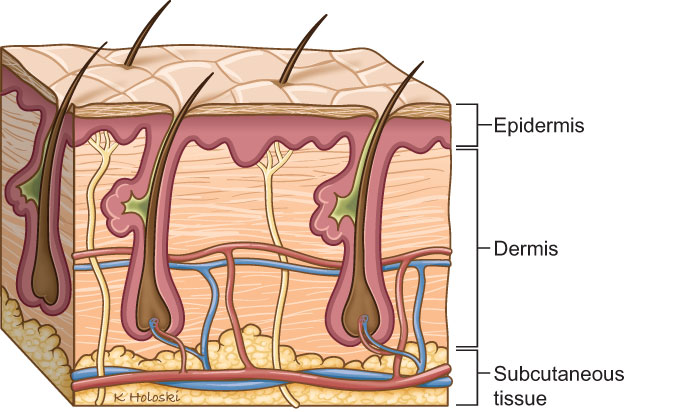 Epidermis
Dermis
Subcutaneous
tissue
K Holoski